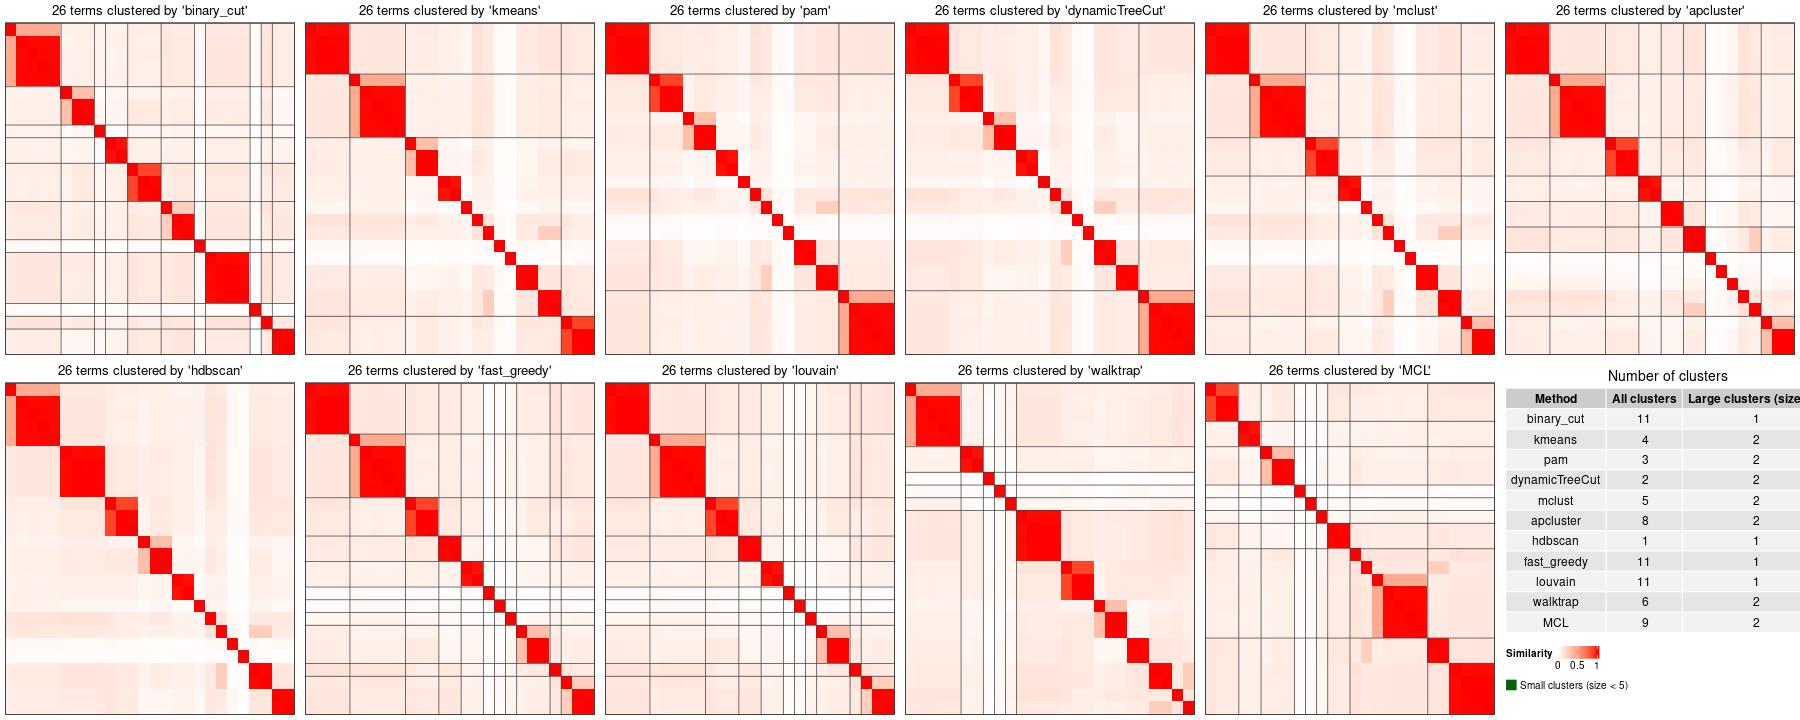 26 terms clustered by 'binary_cut'
26 terms clustered by 'kmeans'
26 terms clustered by 'pam'
26 terms clustered by 'dynamicTreeCut'
26 terms clustered by 'mclust'
26 terms clustered by 'apcluster'
26 terms clustered by 'hdbscan'
26 terms clustered by 'fast_greedy'
26 terms clustered by 'louvain'
26 terms clustered by 'walktrap'
26 terms clustered by 'MCL'
Number of clusters
Method All clusters Large clusters (size
binary_cut 11 1
kmeans 4 2
pam 3 2
dynamicTreeCut 2 2
mclust 5 2
apcluster 8 2
hdbscan 1 1
fast_greedy 11 1
louvain 11 1
walktrap 6 2
MCL 9 2
Similarity
0 0.5 1
Small clusters (size < 5)